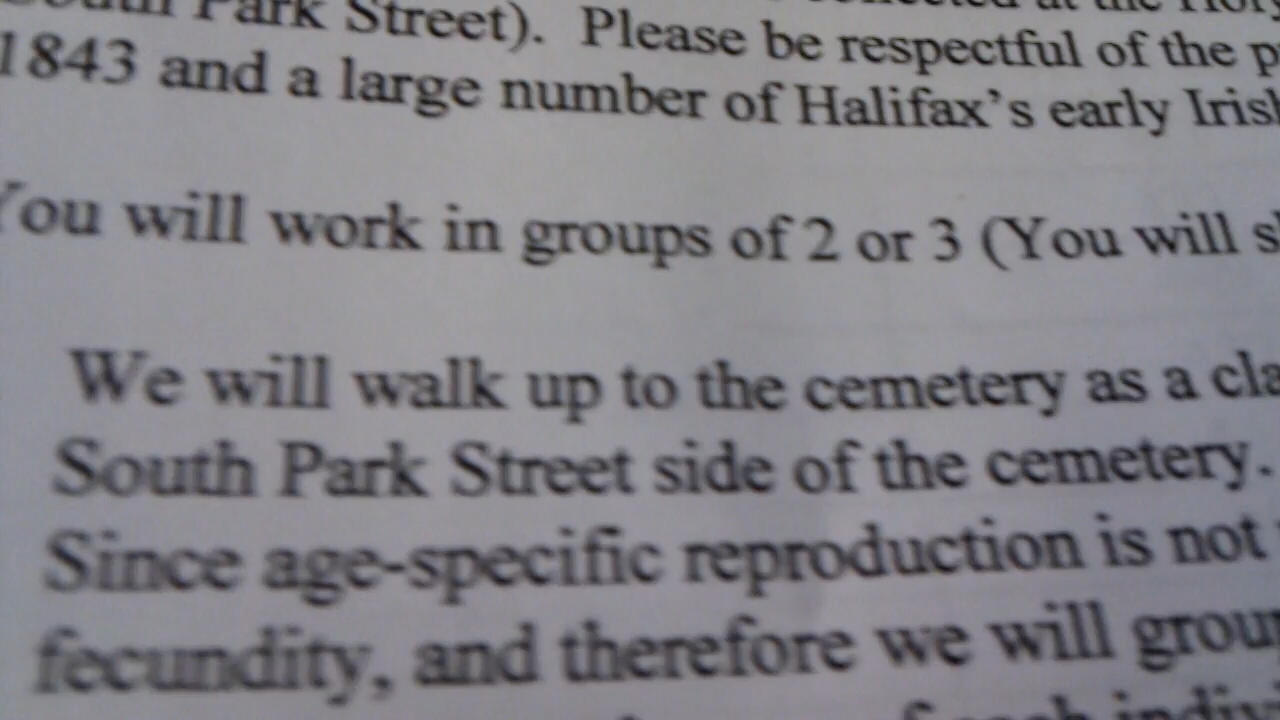 Park Street). Please be respectful of the
1843 and a large number of Halifax's early
You will work in groups of 2 or 3 (You will
We will walk up to the cemetery as a
South Park Street side of the cemetery.
Since age-specific reproduction is not
fecundity, and therefore we will